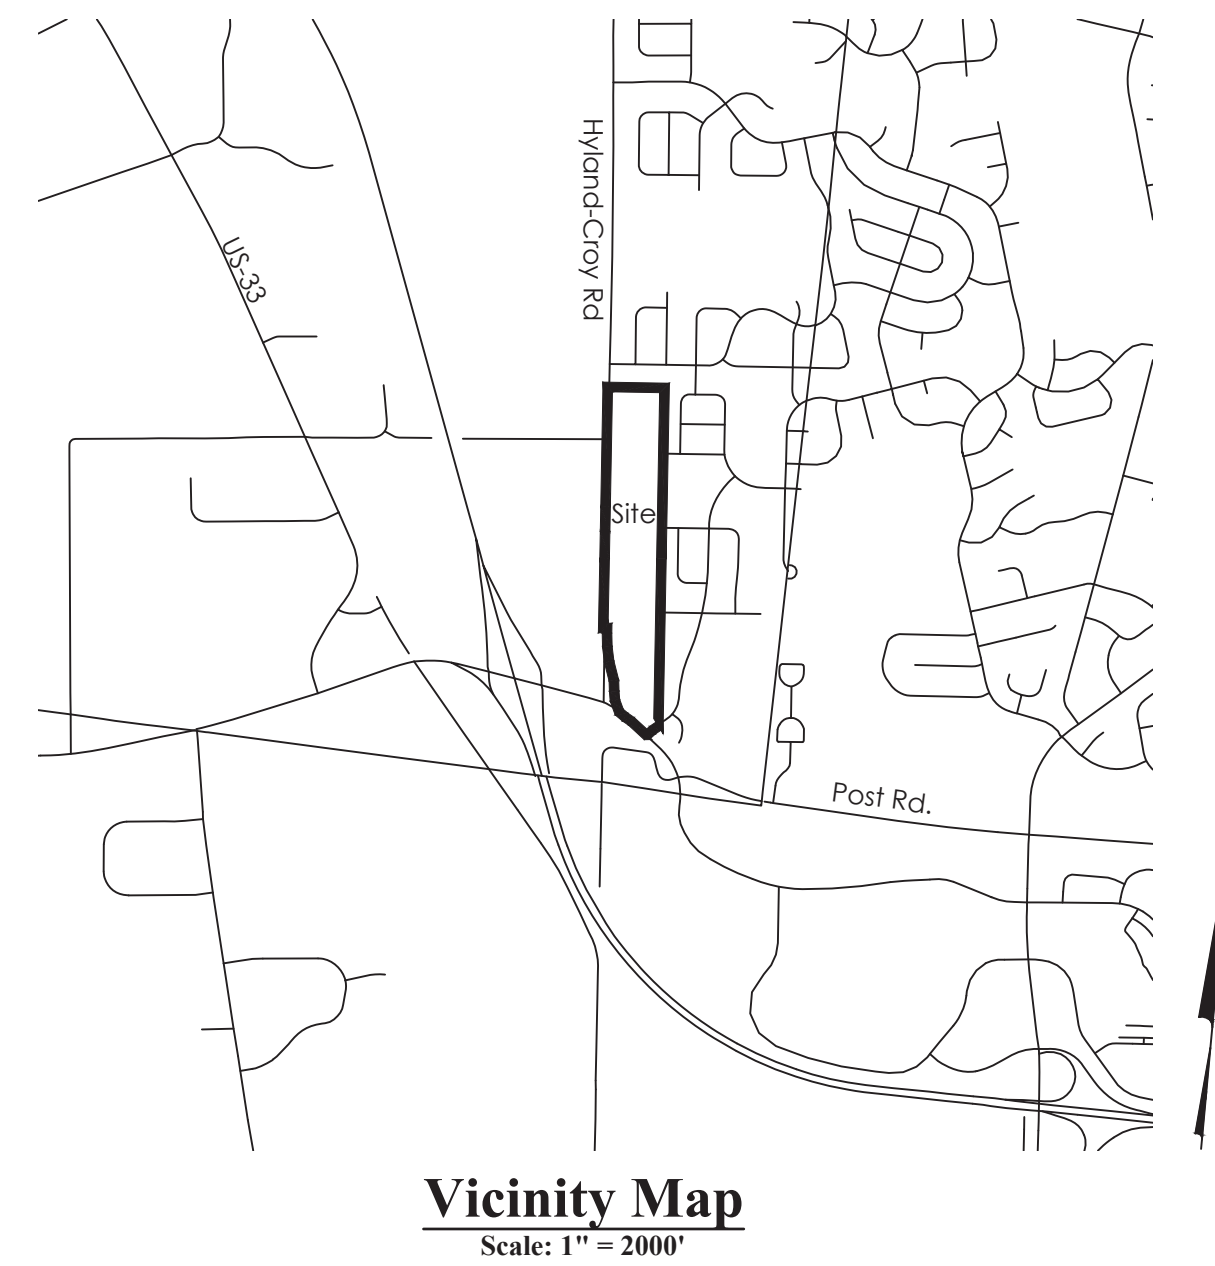 Hyland-Croy Rd
US-33
Site
Post Rd.
Vicinity Map
Scale: 1" = 2000'